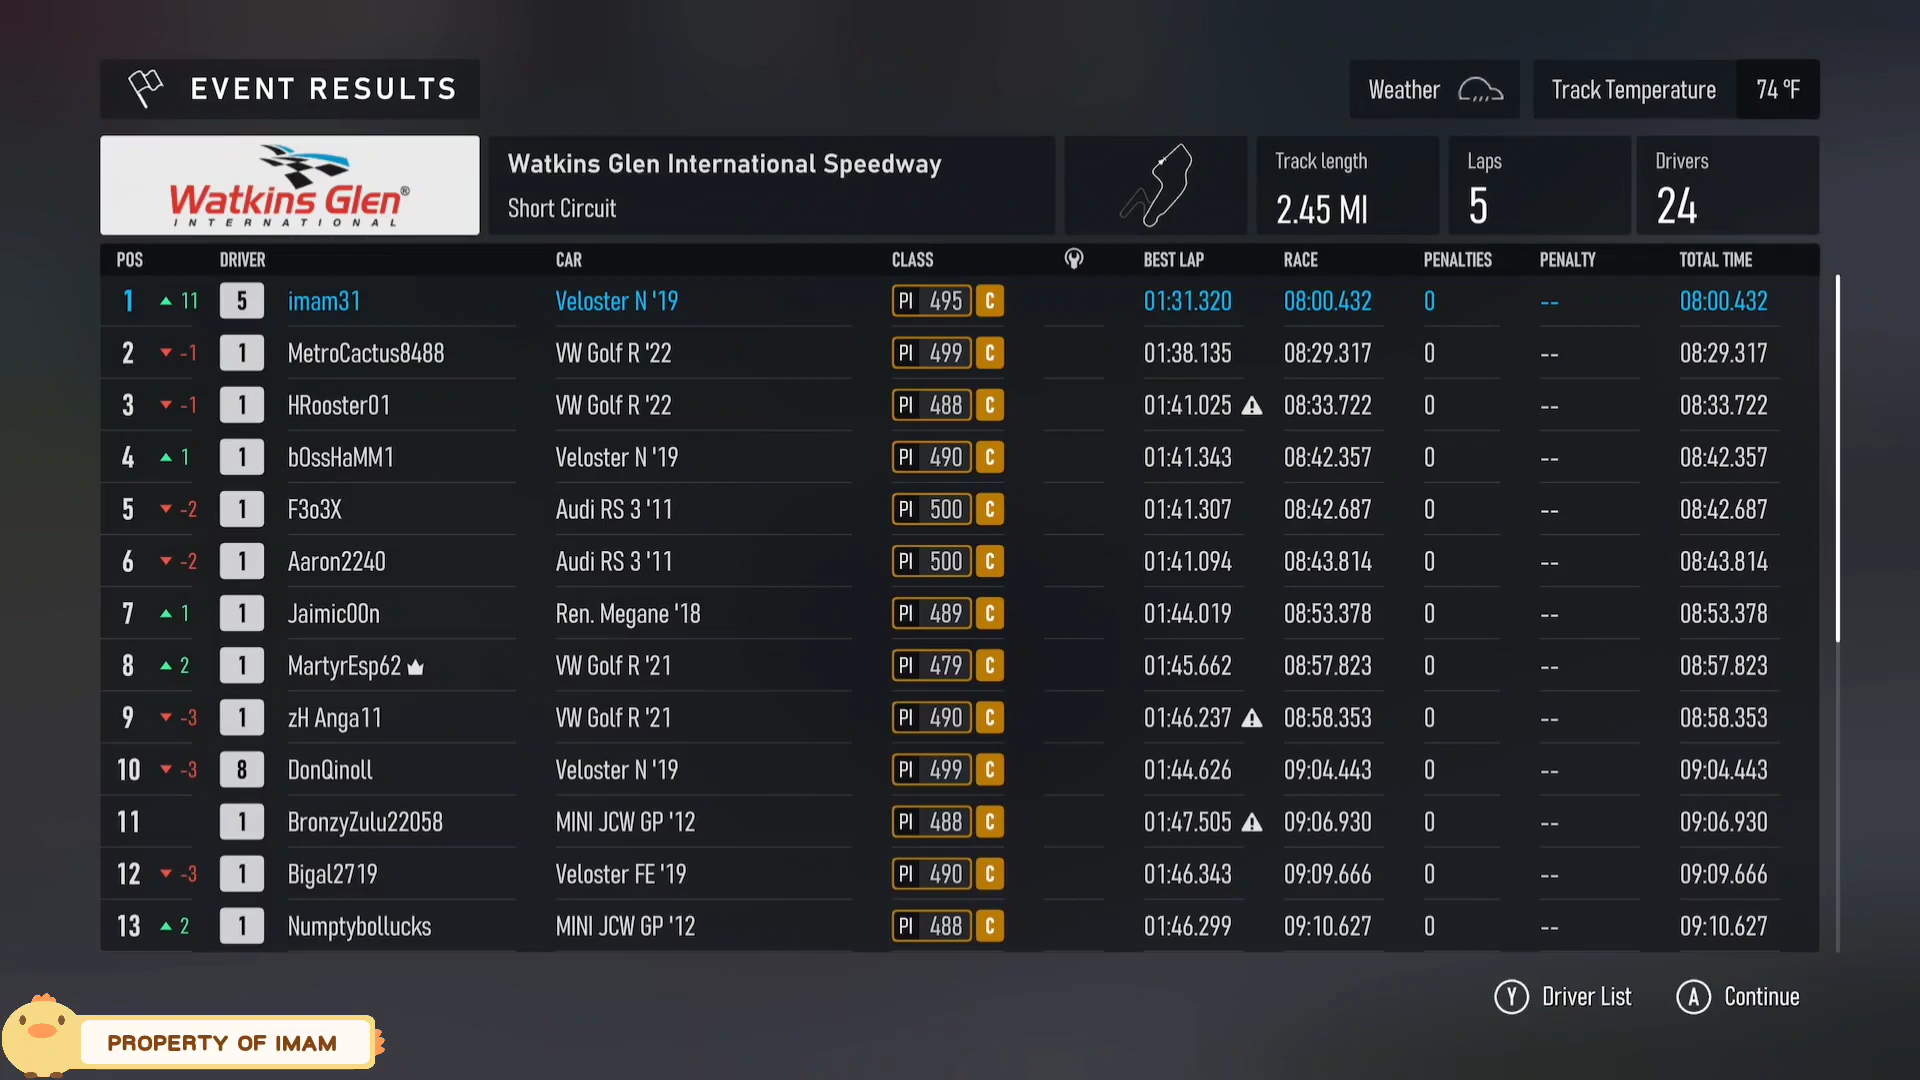 EVENT RESULTS
Weather Track Temperature 74 °F
Watkins Glen®
INTERNATIONAL
Watkins Glen International Speedway
Short Circuit
Track length
2.45 MI
Laps
5
Drivers
24
POS DRIVER CAR CLASS BEST LAP RACE PENALTIES PENALTY TOTAL TIME
1 11 5 imam31 Veloster N '19 PI 495 C 01:31.320 08:00.432 0 -- 08:00.432
2 -1 1 MetroCactus8488 VW Golf R '22 PI 499 C 01:38.135 08:29.317 0 -- 08:29.317
3 -1 1 HRooster01 VW Golf R '22 PI 488 C 01:41.025 08:33.722 0 -- 08:33.722
4 1 1 b0ssHaMM1 Veloster N '19 PI 490 C 01:41.343 08:42.357 0 -- 08:42.357
5 -2 1 F3o3X Audi RS 3 '11 PI 500 C 01:41.307 08:42.687 0 -- 08:42.687
6 -2 1 Aaron2240 Audi RS 3 '11 PI 500 C 01:41.094 08:43.814 0 -- 08:43.814
7 1 1 Jaimic00n Ren. Megane '18 PI 489 C 01:44.019 08:53.378 0 -- 08:53.378
8 2 1 MartyrEsp62 VW Golf R '21 PI 479 C 01:45.662 08:57.823 0 -- 08:57.823
9 -3 1 zH Anga11 VW Golf R '21 PI 490 C 01:46.237 08:58.353 0 -- 08:58.353
10 -3 8 DonQinoll Veloster N '19 PI 499 C 01:44.626 09:04.443 0 -- 09:04.443
11 1 BronzyZulu22058 MINI JCW GP '12 PI 488 C 01:47.505 09:06.930 0 -- 09:06.930
12 -3 1 Bigal2719 Veloster FE '19 PI 490 C 01:46.343 09:09.666 0 -- 09:09.666
13 2 1 Numptybollucks MINI JCW GP '12 PI 488 C 01:46.299 09:10.627 0 -- 09:10.627
Y Driver List A Continue
PROPERTY OF IMAM